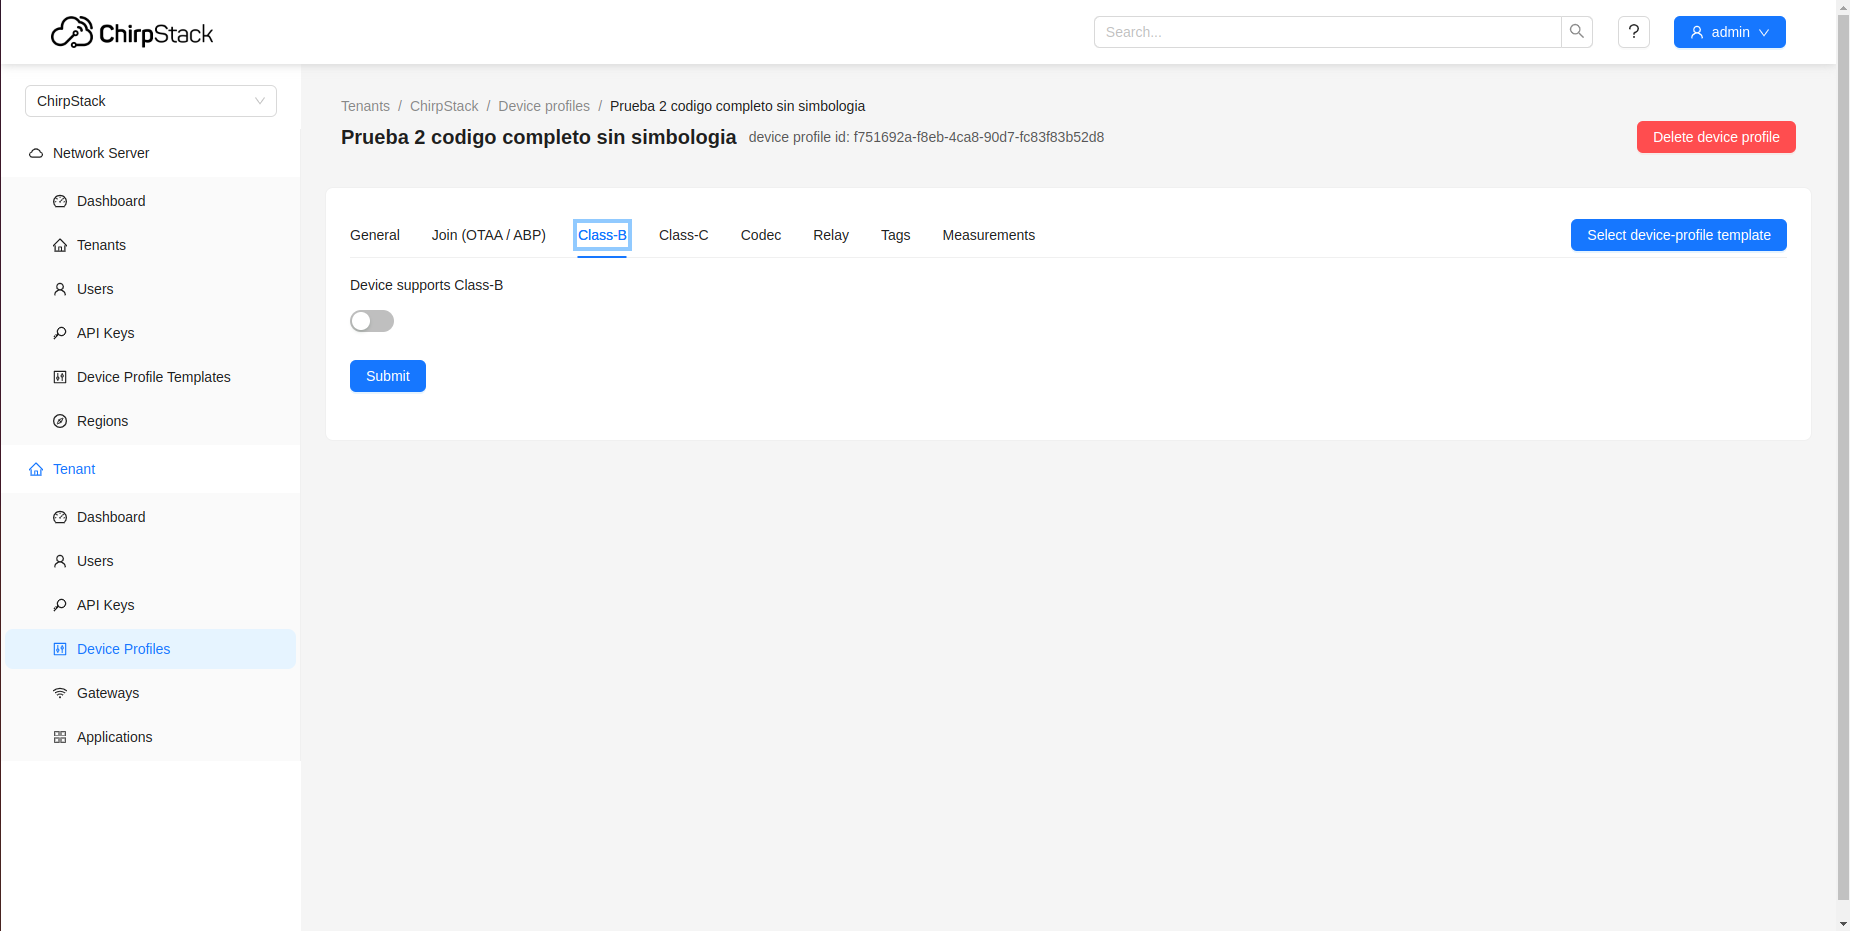 ChirpStack
Search...
?
admin
ChirpStack
Network Server
Dashboard
Tenants
Users
API Keys
Device Profile Templates
Regions
Tenant
Dashboard
Users
API Keys
Device Profiles
Gateways
Applications
Tenants / ChirpStack / Device profiles / Prueba 2 codigo completo sin simbologia
Prueba 2 codigo completo sin simbologia device profile id: f751692a-f8eb-4ca8-90d7-fc83f83b52d8
Delete device profile
General Join (OTAA / ABP) Class-B Class-C Codec Relay Tags Measurements
Select device-profile template
Device supports Class-B
Submit